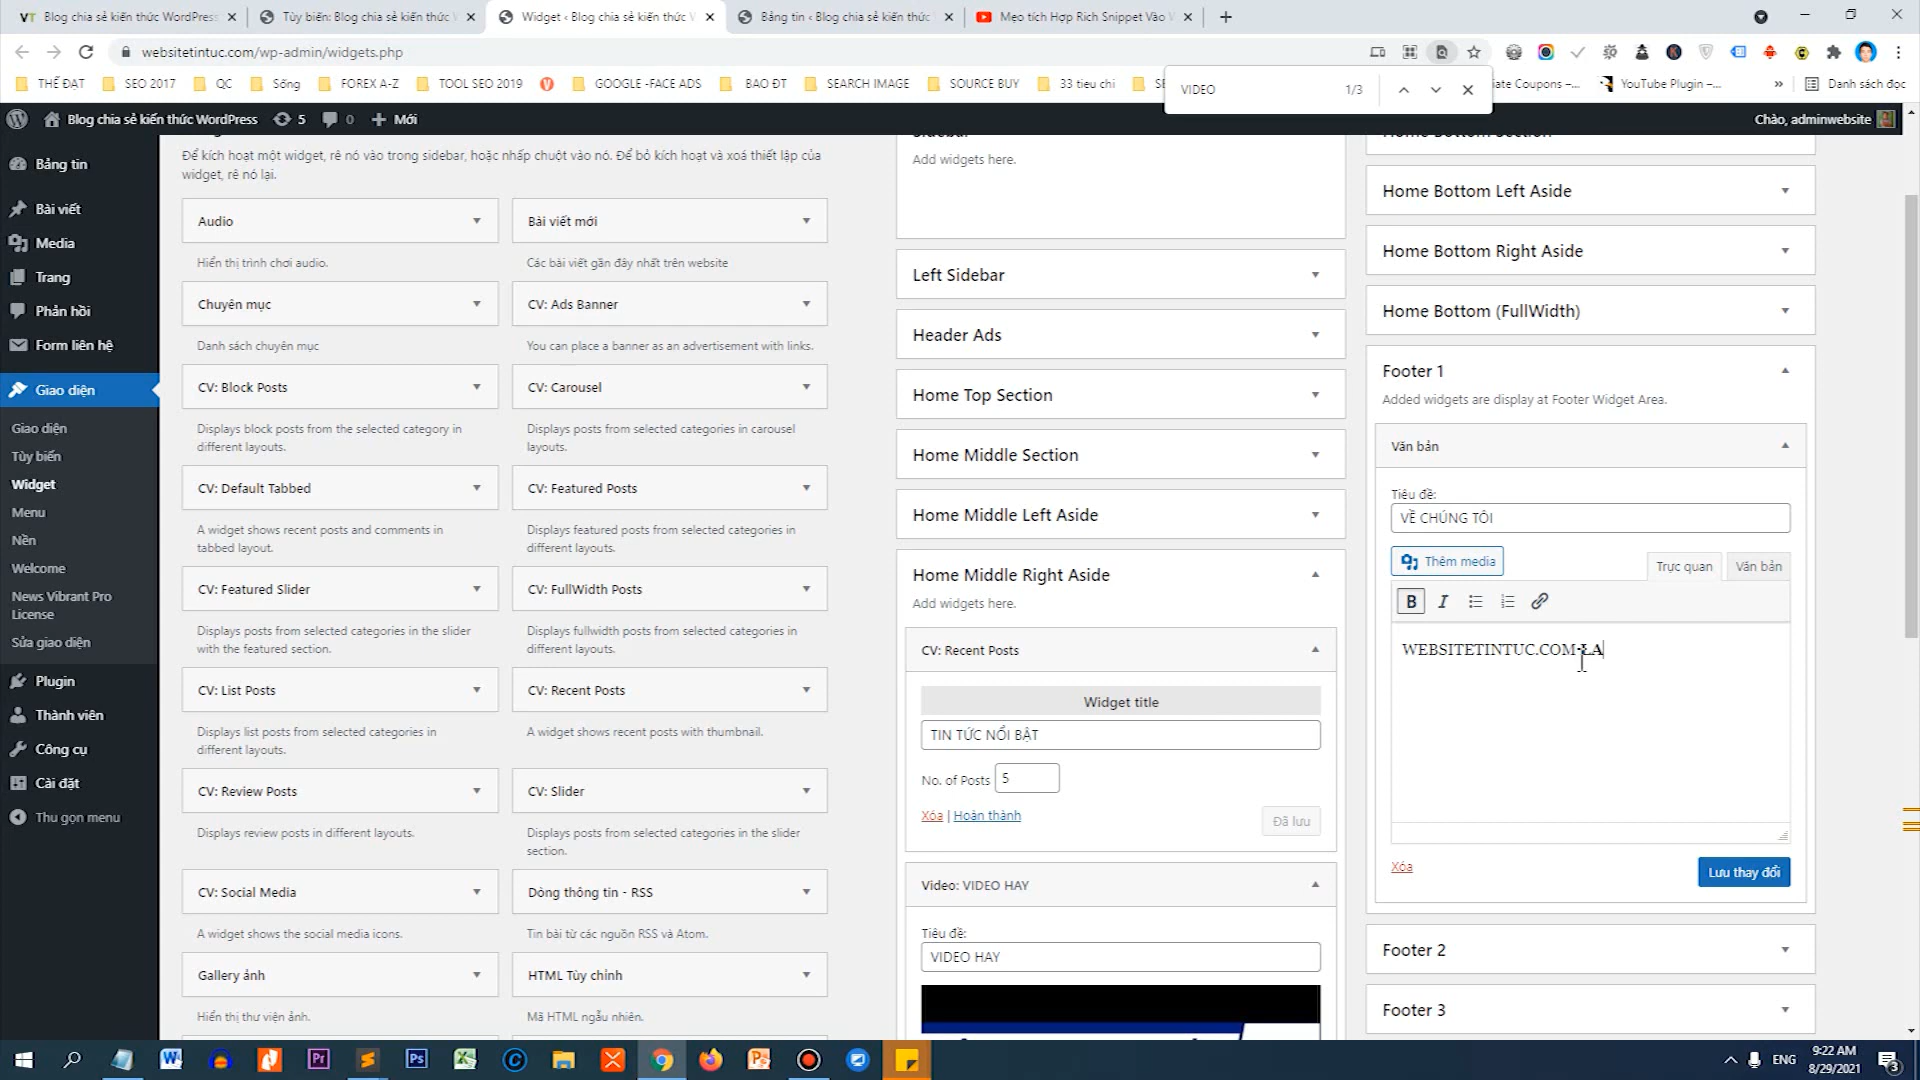 Blog chia sẻ kiến thức WordPress
Tùy biến: Blog chia sẻ kiến thức
Widget ‹ Blog chia sẻ kiến thức
Bảng tin ‹ Blog chia sẻ kiến thức
Mẹo tích Hợp Rich Snippet Vào
websitetintuc.com/wp-admin/widgets.php
THẾ ĐẠT
SEO 2017
QC
Sống
FOREX A-Z
TOOL SEO 2019
GOOGLE -FACE ADS
BAO ĐT
SEARCH IMAGE
SOURCE BUY
33 tieu chi
VIDEO
1/3
iate Coupons –...
YouTube Plugin –...
»
Danh sách đọc
Blog chia sẻ kiến thức WordPress
5
0
Mới
Chào, adminwebsite
Bảng tin
Bài viết
Media
Trang
Phản hồi
Form liên hệ
Giao diện
Giao diện
Tùy biến
Widget
Menu
Nền
Welcome
News Vibrant Pro
License
Sửa giao diện
Plugin
Thành viên
Công cụ
Cài đặt
Thu gọn menu
Để kích hoạt một widget, rê nó vào trong sidebar, hoặc nhấp chuột vào nó. Để bỏ kích hoạt và xoá thiết lập của
widget, rê nó lại.
Audio
Hiển thị trình chơi audio.
Bài viết mới
Các bài viết gần đây nhất trên website
Chuyên mục
Danh sách chuyên mục
CV: Ads Banner
You can place a banner as an advertisement with links.
CV: Block Posts
Displays block posts from the selected category in
different layouts.
CV: Carousel
Displays posts from selected categories in carousel
layouts.
CV: Default Tabbed
A widget shows recent posts and comments in
tabbed layout.
CV: Featured Posts
Displays featured posts from selected categories in
different layouts.
CV: Featured Slider
Displays posts from selected categories in the slider
with the featured section.
CV: FullWidth Posts
Displays fullwidth posts from selected categories in
different layouts.
CV: List Posts
Displays list posts from selected categories in
different layouts.
CV: Recent Posts
A widget shows recent posts with thumbnail.
CV: Review Posts
Displays review posts in different layouts.
CV: Slider
Displays posts from selected categories in the slider
section.
CV: Social Media
A widget shows the social media icons.
Dòng thông tin - RSS
Tin bài từ các nguồn RSS và Atom.
Gallery ảnh
Hiển thị thư viện ảnh.
HTML Tùy chỉnh
Mã HTML ngẫu nhiên.
Sidebar
Add widgets here.
Left Sidebar
Header Ads
Home Top Section
Home Middle Section
Home Middle Left Aside
Home Middle Right Aside
Add widgets here.
CV: Recent Posts
Widget title
TIN TỨC NỔI BẬT
No. of Posts 5
Xóa | Hoàn thành
Đã lưu
Video: VIDEO HAY
Tiêu đề:
VIDEO HAY
Home Bottom Section
Home Bottom Left Aside
Home Bottom Right Aside
Home Bottom (FullWidth)
Footer 1
Added widgets are display at Footer Widget Area.
Văn bản
Tiêu đề:
VỀ CHÚNG TÔI
Thêm media
Trực quan
Văn bản
B I
WEBSITETINTUC.COM LA
Xóa
Lưu thay đổi
Footer 2
Footer 3
ENG
9:22 AM
8/29/2021
3